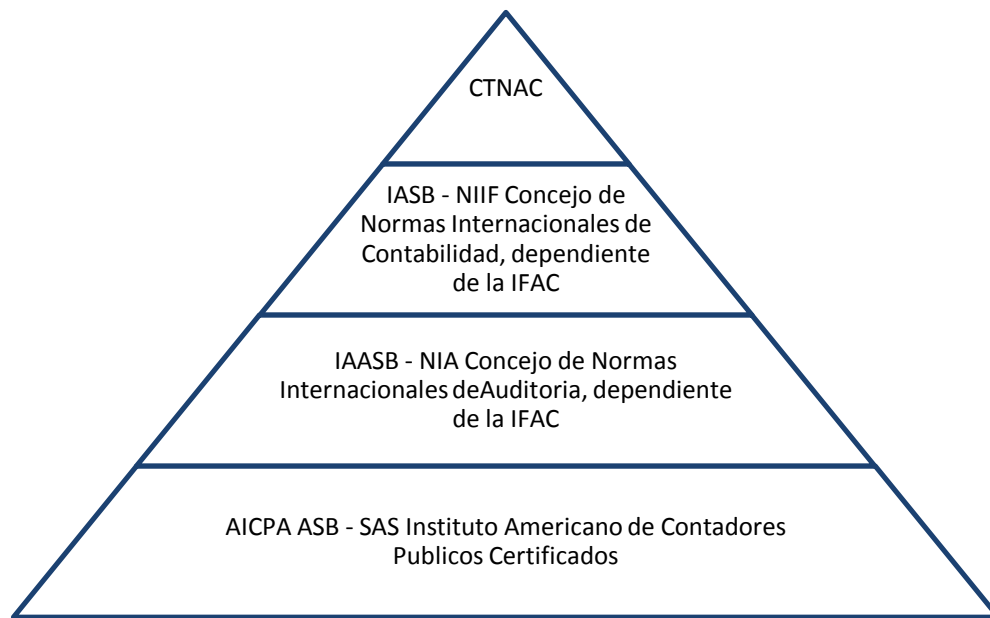 CTNAC
IASB - NIIF Concejo de
Normas Internacionales de
Contabilidad, dependiente
de la IFAC
IAASB - NIA Concejo de Normas
Internacionales deAuditoria, dependiente
de la IFAC
AICPA ASB - SAS Instituto Americano de Contadores
Publicos Certificados